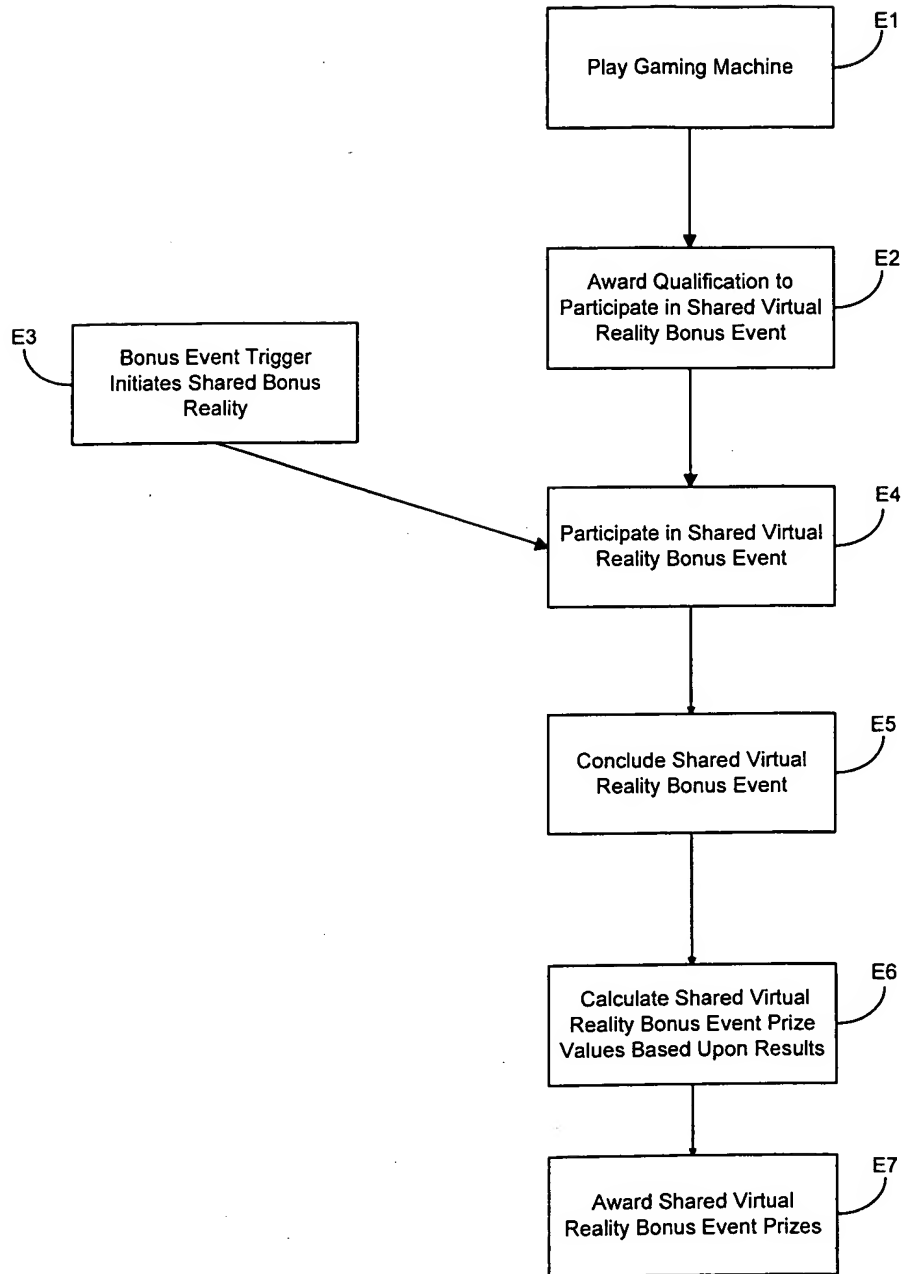 E1
Play Gaming Machine
E2
Award Qualification to
Participate in Shared Virtual
Reality Bonus Event
E3
Bonus Event Trigger
Initiates Shared Bonus
Reality
E4
Participate in Shared Virtual
Reality Bonus Event
E5
Conclude Shared Virtual
Reality Bonus Event
E6
Calculate Shared Virtual
Reality Bonus Event Prize
Values Based Upon Results
E7
Award Shared Virtual
Reality Bonus Event Prizes